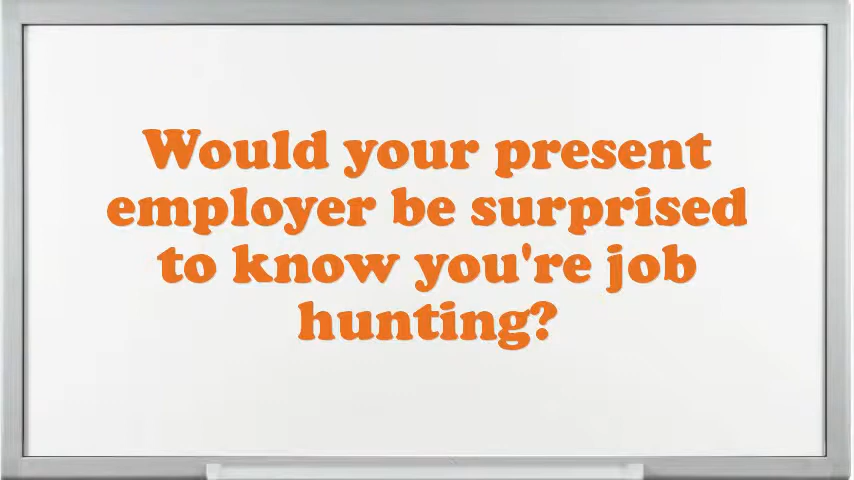 Would your present
employer be surprised
to know you're job
hunting?